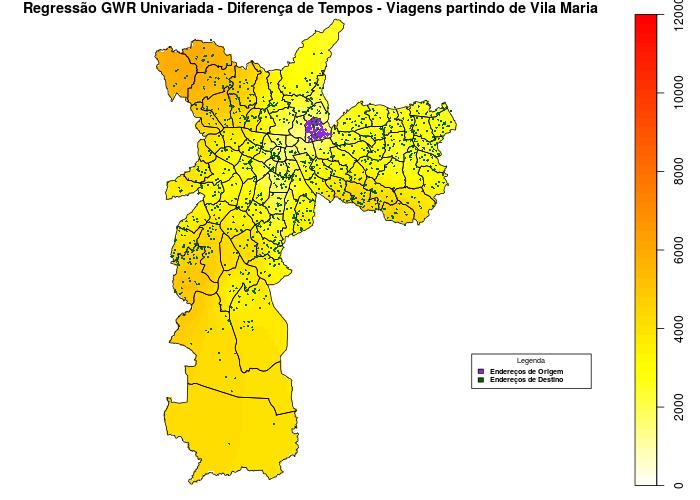 Regressão GWR Univariada - Diferença de Tempos - Viagens partindo de Vila Maria
12000
10000
8000
6000
4000
2000
0
Legenda
Endereços de Origem
Endereços de Destino